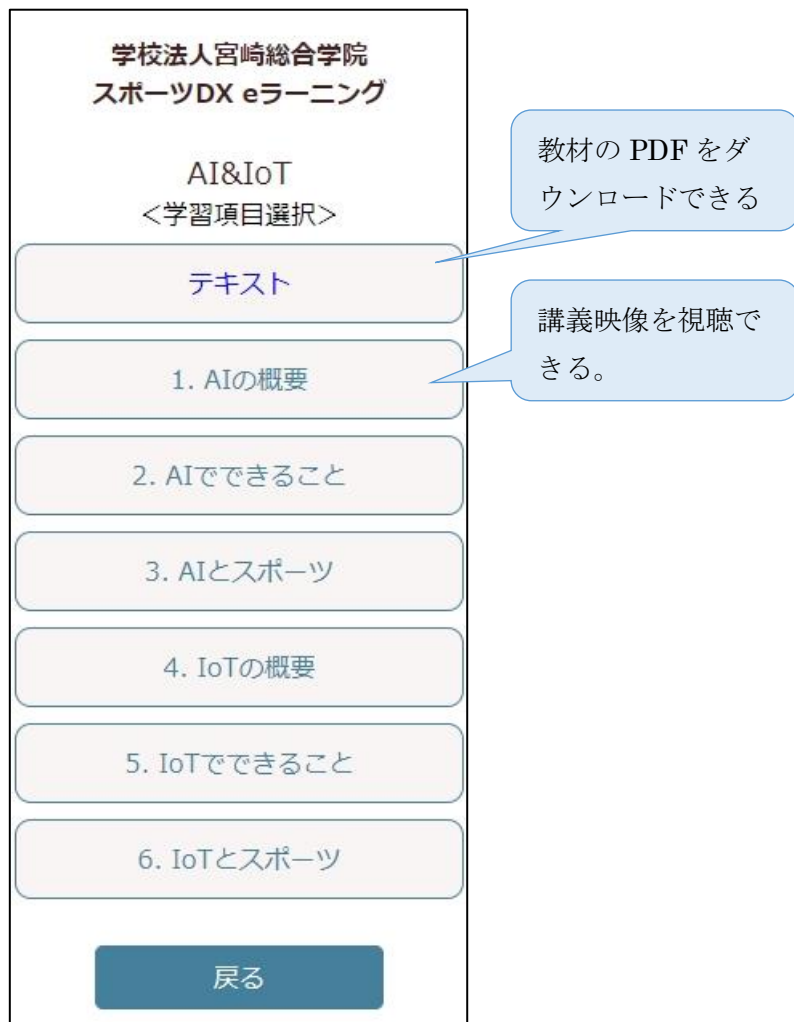 学校法人宮崎総合学院
スポーツDX eラーニング
AI&IoT
＜学習項目選択＞
テキスト
1. AIの概要
2. AIでできること
3. AIとスポーツ
4. IoTの概要
5. IoTでできること
6. IoTとスポーツ
戻る
教材の PDF をダ
ウンロードできる
講義映像を視聴で
きる。